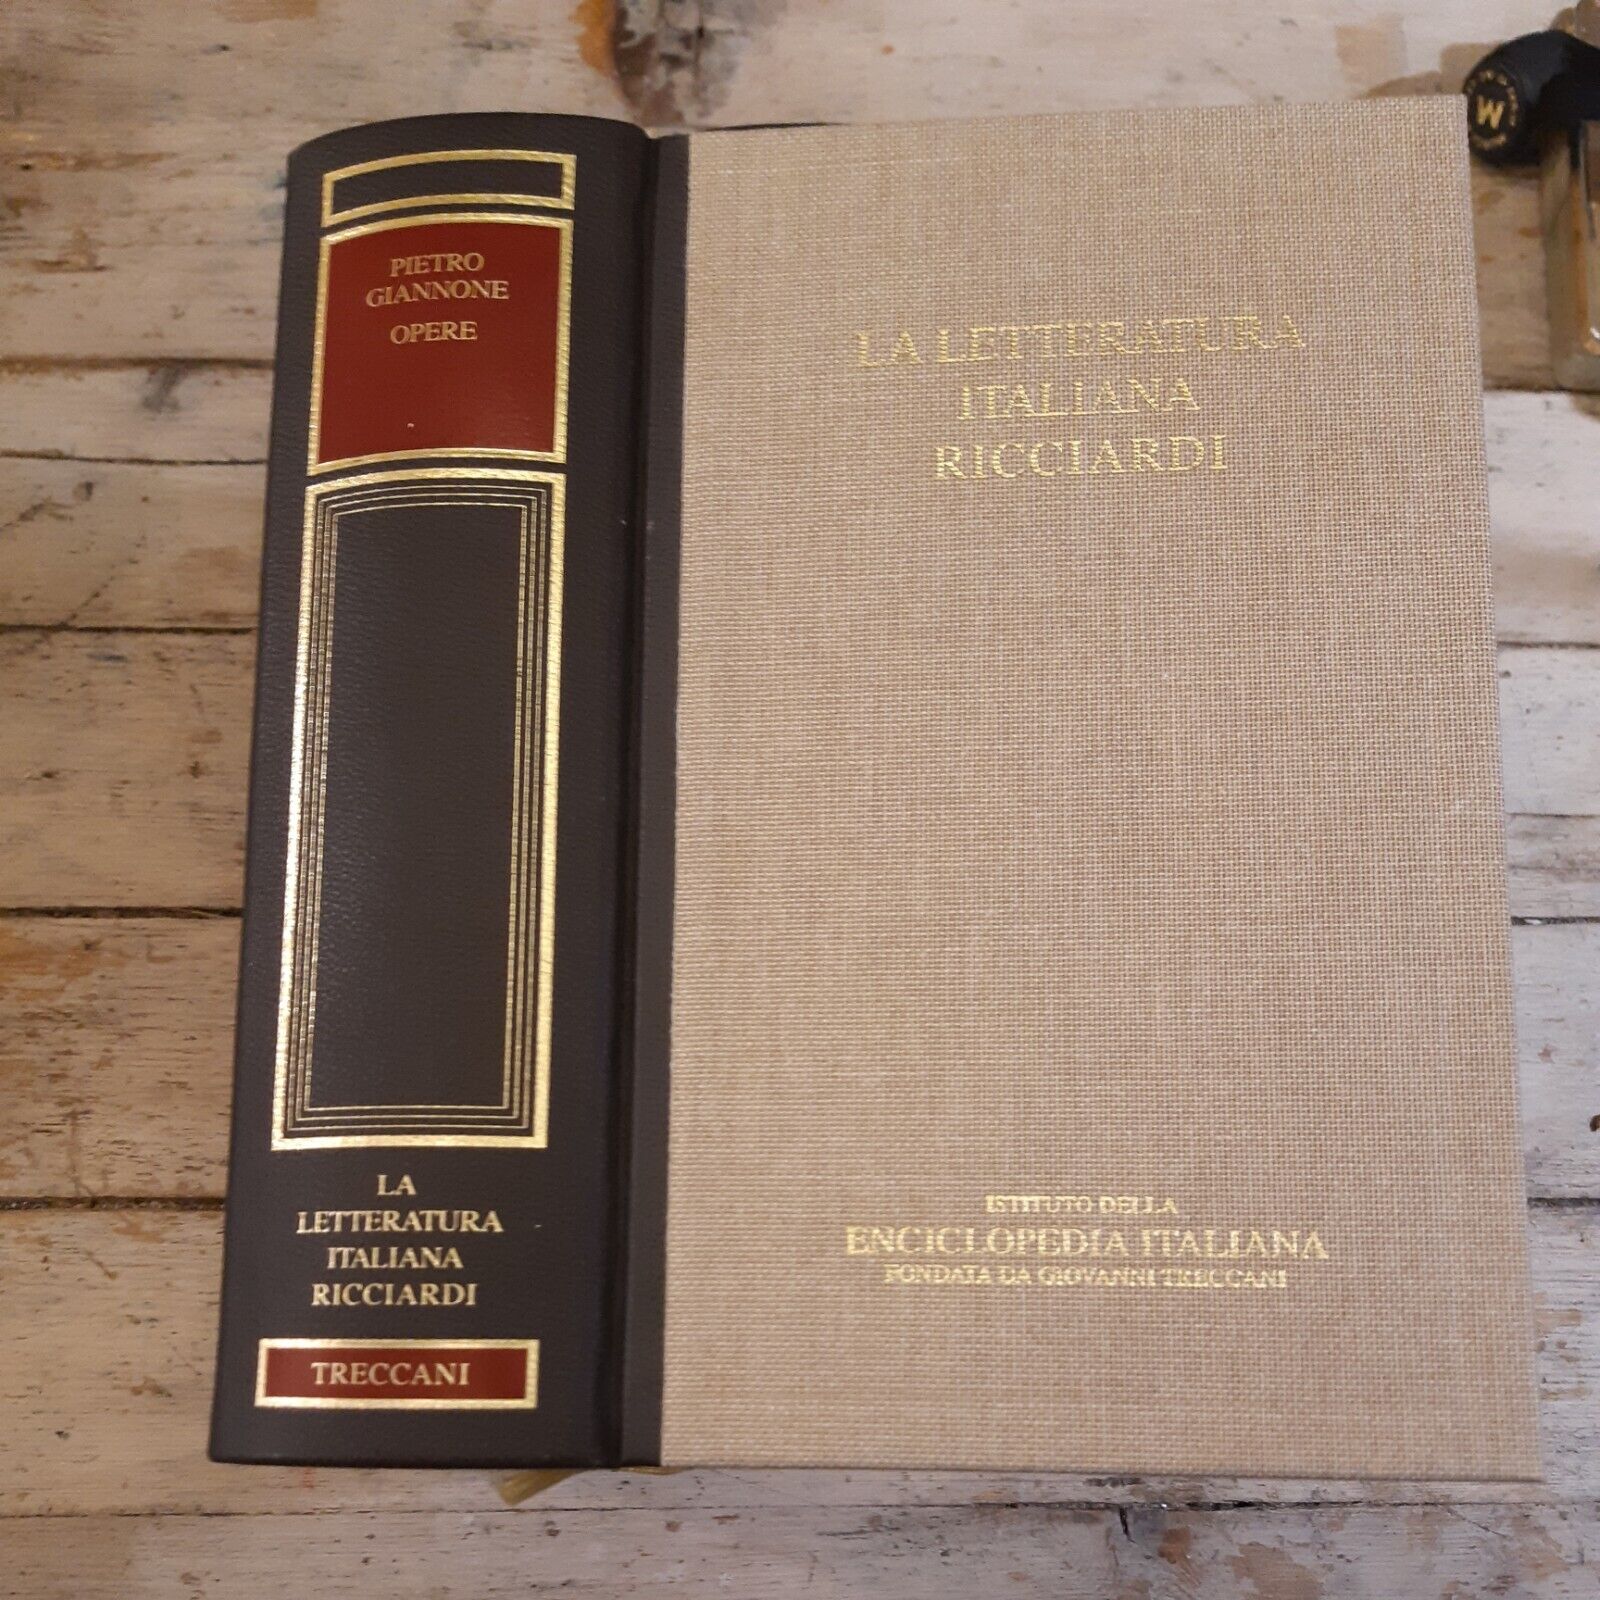 PIETRO
GIANNONE
OPERE
LA
LETTERATURA
ITALIANA
RICCIARDI
TRECCANI
LA LETTERATURA
ITALIANA
RICCIARDI
ISTITUTO DELLA
ENCICLOPEDIA ITALIANA
FONDATA DA GIOVANNI TRECCANI
W